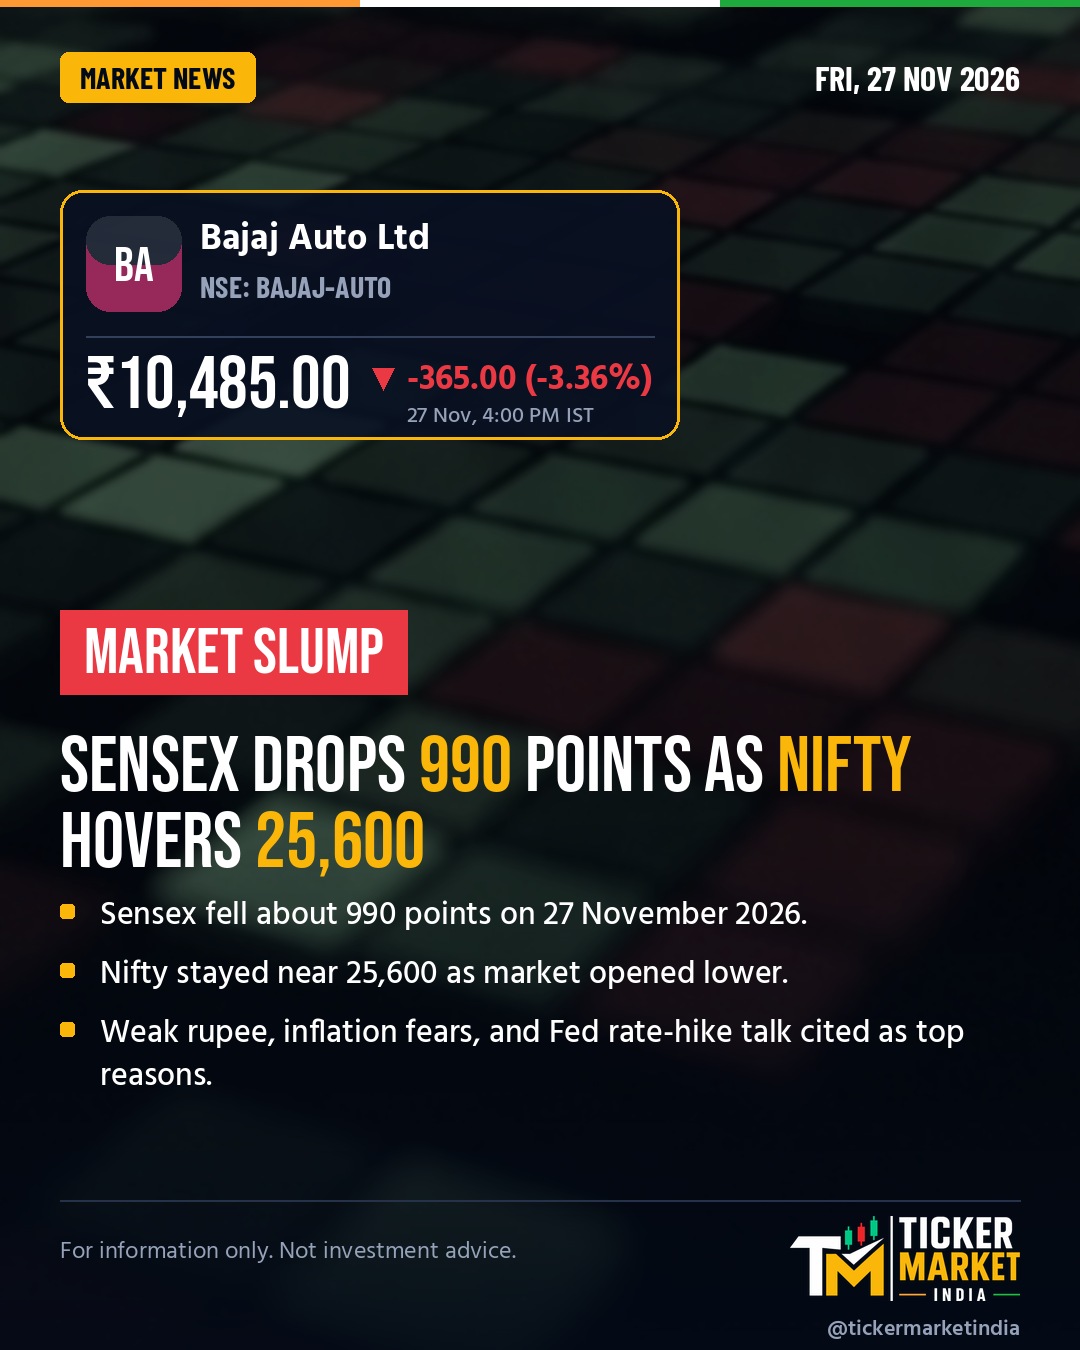 MARKET NEWS
FRI, 27 NOV 2026
BA
Bajaj Auto Ltd
NSE: BAJAJ-AUTO
₹10,485.00
▼ -365.00 (-3.36%)
27 Nov, 4:00 PM IST
MARKET SLUMP
SENSEX DROPS 990 POINTS AS NIFTY
HOVERS 25,600
Sensex fell about 990 points on 27 November 2026.
Nifty stayed near 25,600 as market opened lower.
Weak rupee, inflation fears, and Fed rate-hike talk cited as top
reasons.
For information only. Not investment advice.
TM
TICKER
MARKET
INDIA
@tickermarketindia